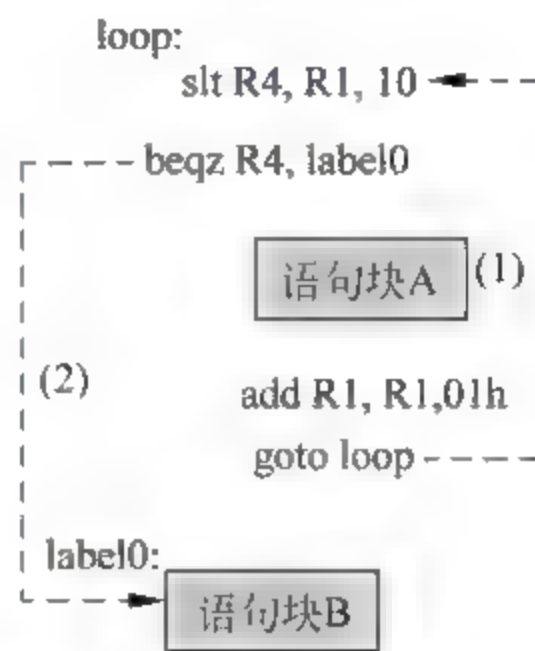 loop:
slt R4, R1, 10
beqz R4, label0
语句块A (1)
(2)
add R1, R1,01h
goto loop
label0:
语句块B